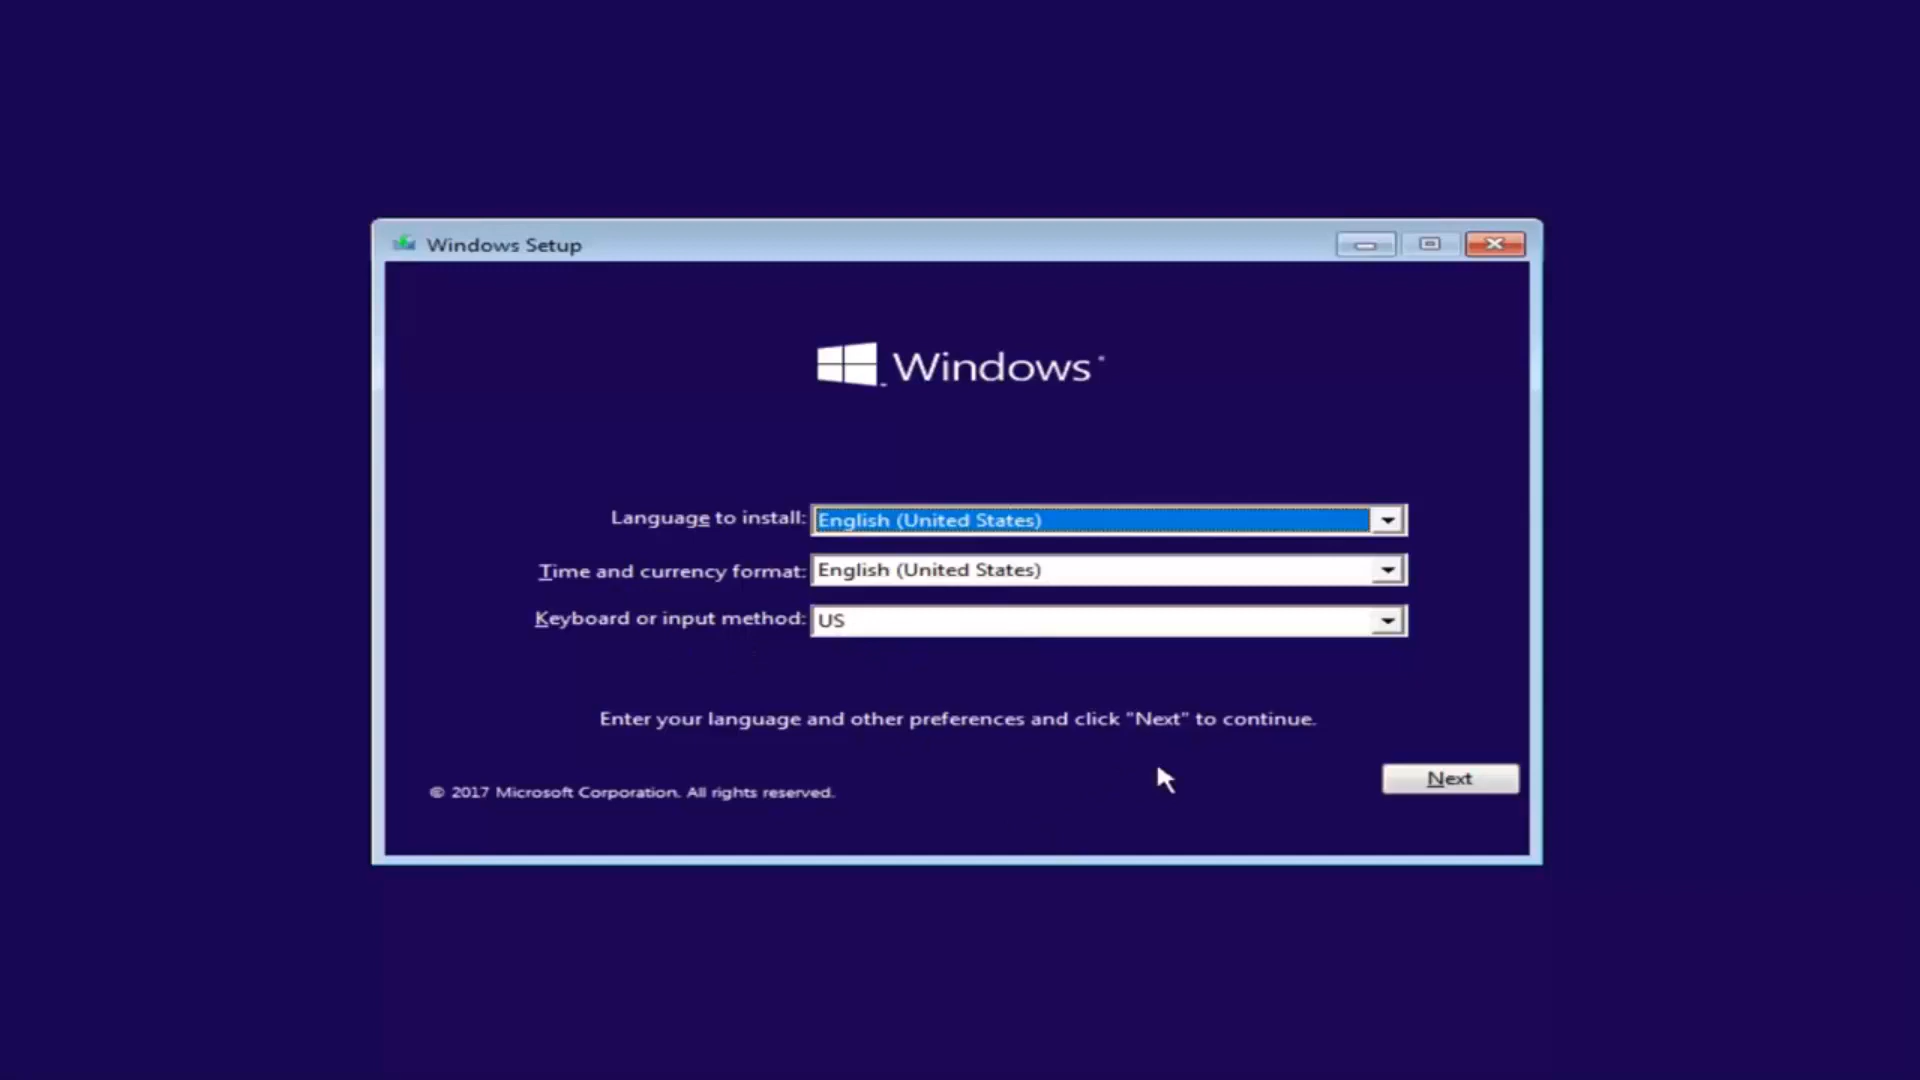 Windows Setup
Windows
Language to install: English (United States)
Time and currency format: English (United States)
Keyboard or input method: US
Enter your language and other preferences and click "Next" to continue.
Next
© 2017 Microsoft Corporation. All rights reserved.